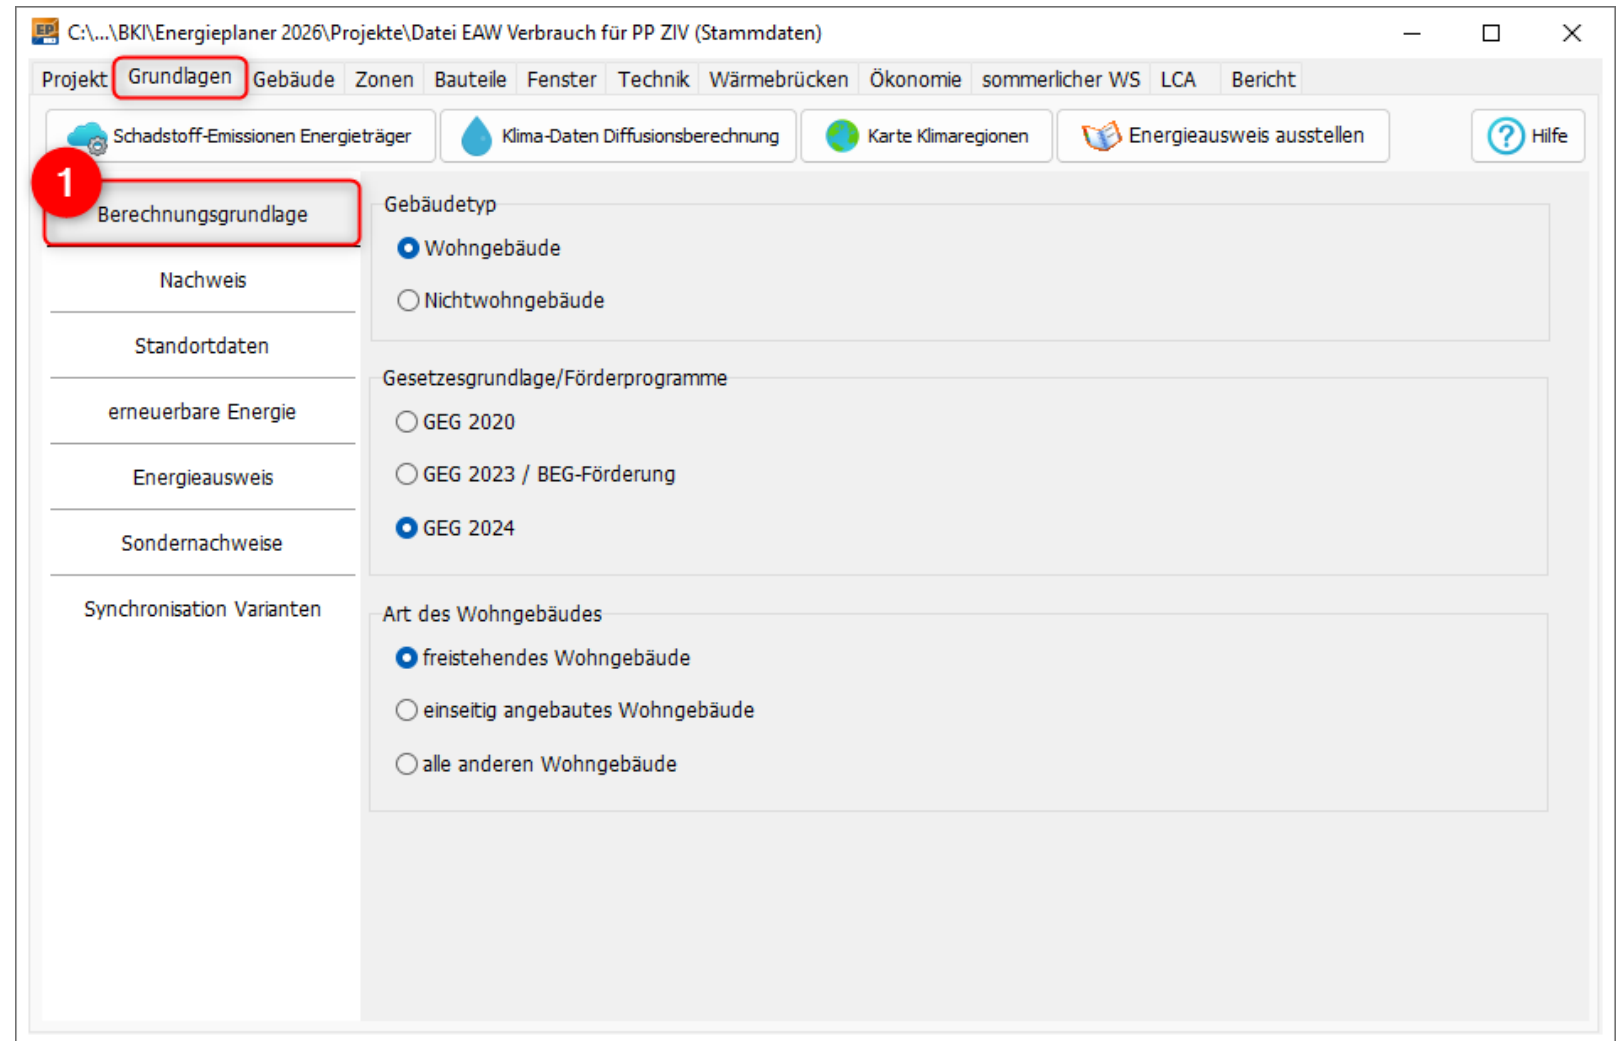 EP C:\...\BKI\Energieplaner 2026\Projekte\Datei EAW Verbrauch für PP ZIV (Stammdaten)
Projekt Grundlagen Gebäude Zonen Bauteile Fenster Technik Wärmebrücken Ökonomie sommerlicher WS LCA Bericht
Schadstoff-Emissionen Energieträger Klima-Daten Diffusionsberechnung Karte Klimaregionen Energieausweis ausstellen ? Hilfe
1
Berechnungsgrundlage
Nachweis
Standortdaten
erneuerbare Energie
Energieausweis
Sondernachweise
Synchronisation Varianten
Gebäudetyp
Wohngebäude
Nichtwohngebäude
Gesetzesgrundlage/Förderprogramme
GEG 2020
GEG 2023 / BEG-Förderung
GEG 2024
Art des Wohngebäudes
freistehendes Wohngebäude
einseitig angebautes Wohngebäude
alle anderen Wohngebäude